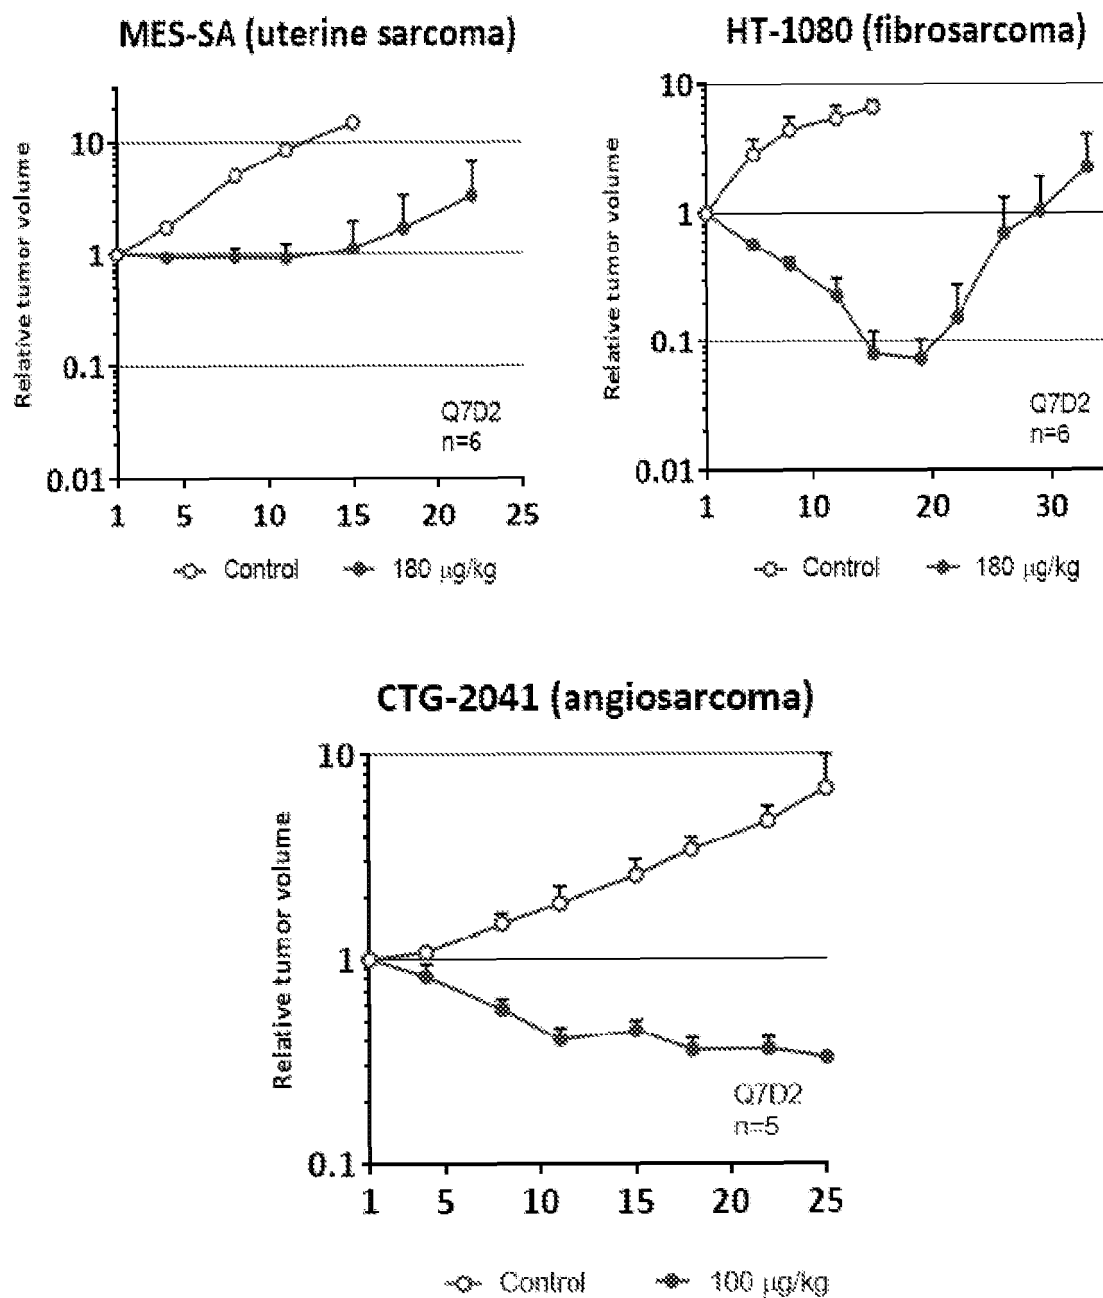 MES-SA (uterine sarcoma)
Relative tumor volume
10
1
0.1
0.01
Q7D2
n=6
1 5 10 15 20 25
Control 180 µg/kg
HT-1080 (fibrosarcoma)
Relative tumor volume
10
1
0.1
0.01
Q7D2
n=6
1 10 20 30
Control 180 µg/kg
CTG-2041 (angiosarcoma)
Relative tumor volume
10
1
0.1
Q7D2
n=5
1 5 10 15 20 25
Control 100 µg/kg